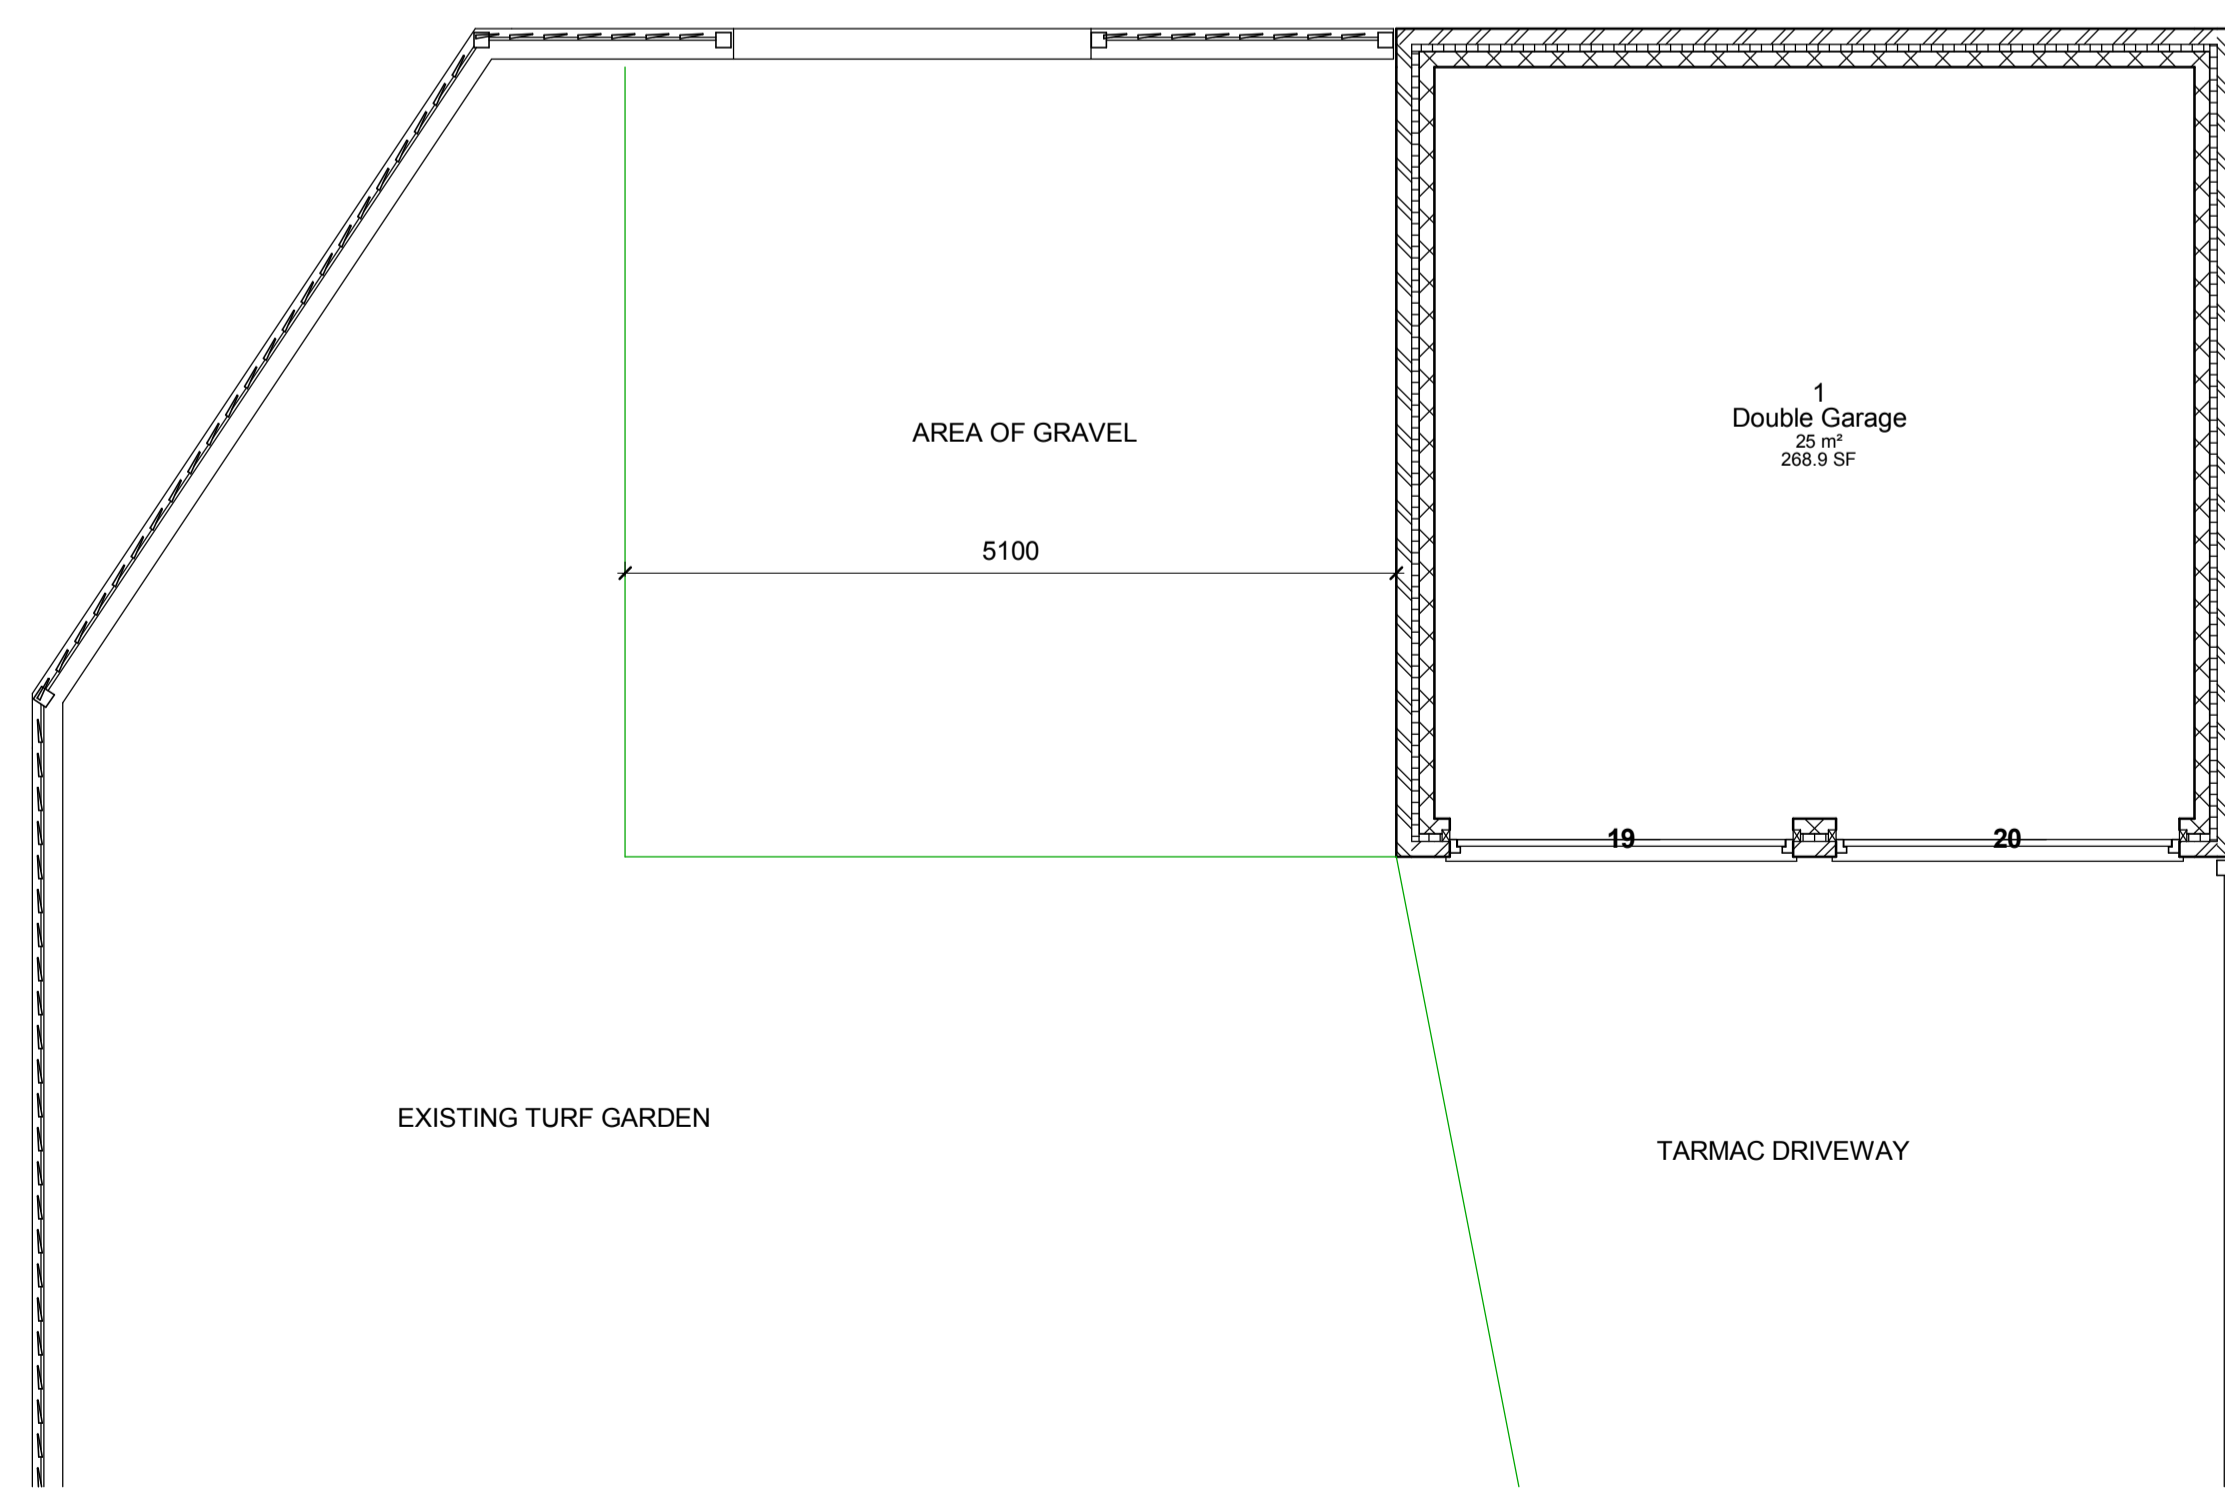 1
Double Garage
25 m²
268.9 SF
AREA OF GRAVEL
5100
19
20
EXISTING TURF GARDEN
TARMAC DRIVEWAY